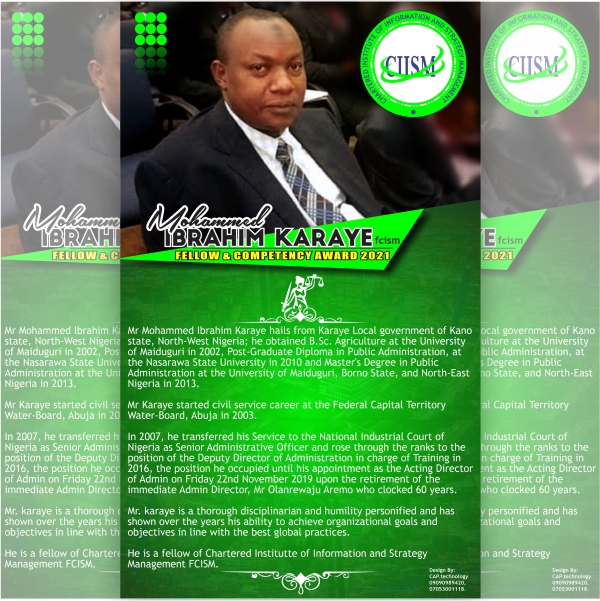 CHARTERED INSTITUTE OF INFORMATION AND STRATEGY MANAGEMENT
CIISM
Mohammed
IBRAHIM KARAYE fcism
FELLOW & COMPETENCY AWARD 2021
Mr Mohammed Ibrahim Karaye hails from Karaye Local government of Kano
state, North-West Nigeria; he obtained B.Sc. Agriculture at the University
of Maiduguri in 2002, Post-Graduate Diploma in Public Administration, at
the Nasarawa State University in 2010 and Master's Degree in Public
Administration at the University of Maiduguri, Borno State, and North-East
Nigeria in 2013.
Mr Karaye started civil service career at the Federal Capital Territory
Water-Board, Abuja in 2003.
In 2007, he transferred his Service to the National Industrial Court of
Nigeria as Senior Administrative Officer and rose through the ranks to the
position of the Deputy Director of Administration in charge of Training in
2016, the position he occupied until his appointment as the Acting Director
of Admin on Friday 22nd November 2019 upon the retirement of the
immediate Admin Director, Mr Olanrewaju Aremo who clocked 60 years.
Mr. karaye is a thorough disciplinarian and humility personified and has
shown over the years his ability to achieve organizational goals and
objectives in line with the best global practices.
He is a fellow of Chartered Institutte of Information and Strategy
Management FCISM.
Design By:
CAP.technology
09090989420,
07053001118.